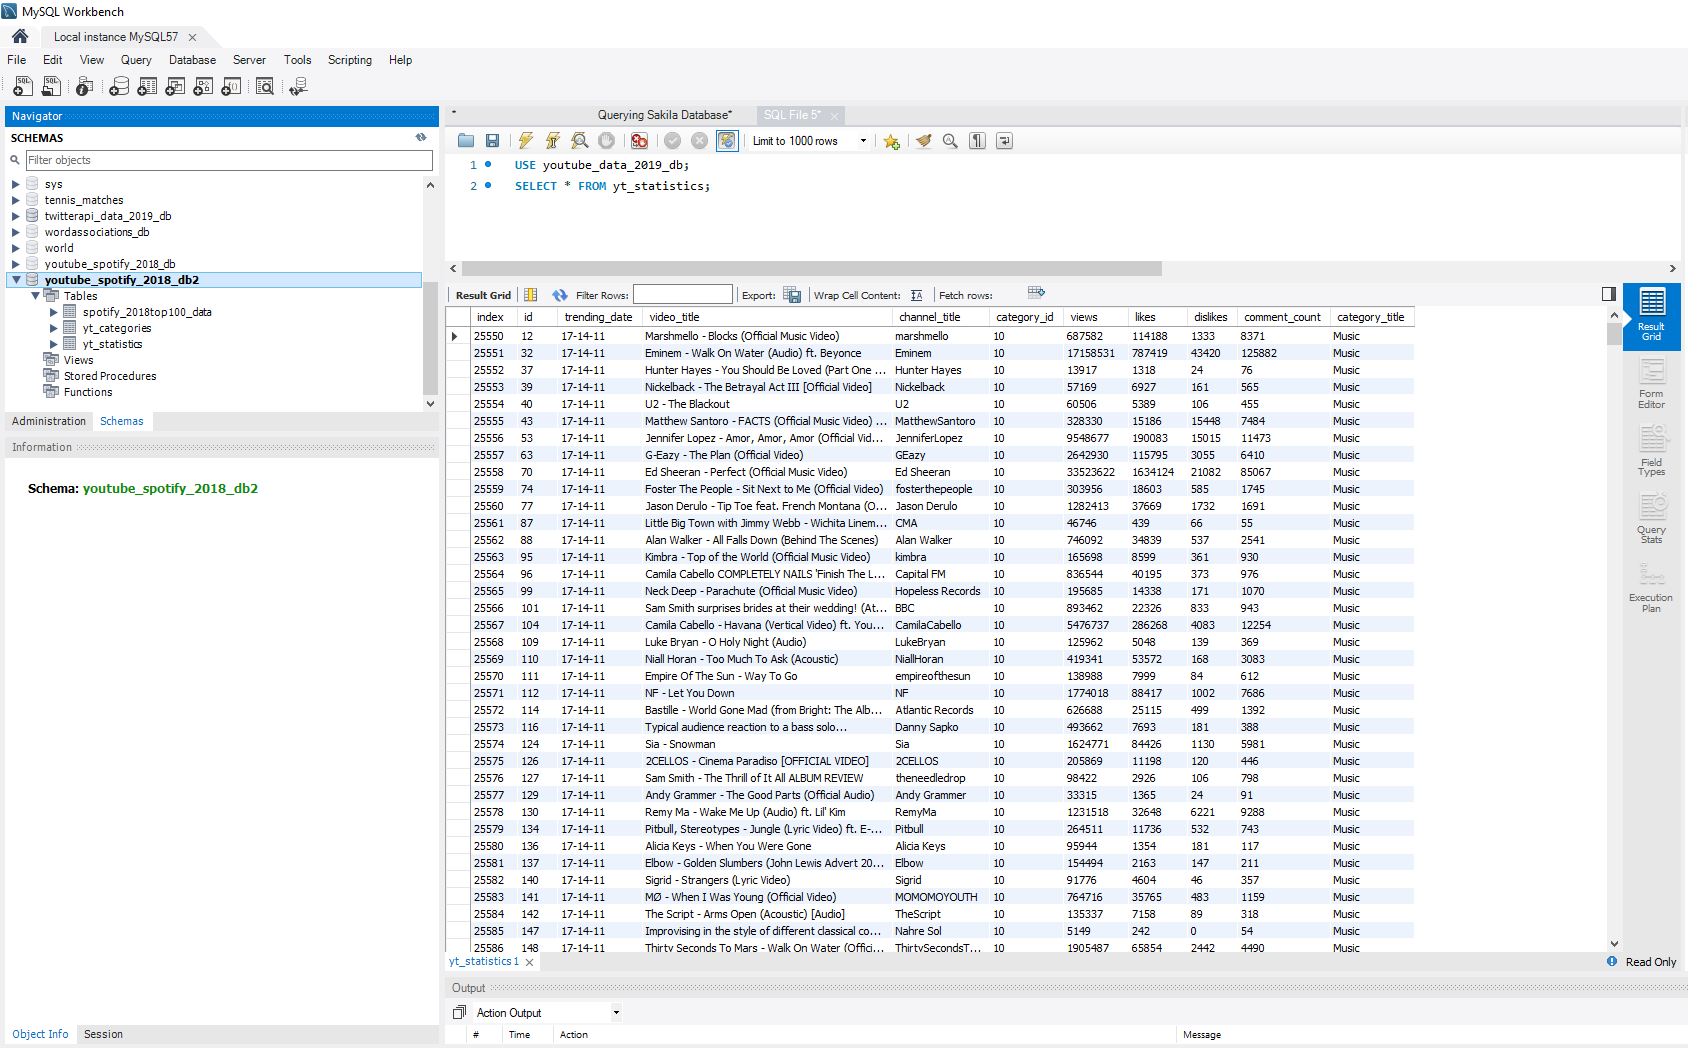 MySQL Workbench
Local instance MySQL57
File Edit View Query Database Server Tools Scripting Help
Navigator
SCHEMAS
Filter objects
sys
tennis_matches
twitterapi_data_2019_db
wordassociations_db
world
youtube_spotify_2018_db
youtube_spotify_2018_db2
Tables
spotify_2018top100_data
yt_categories
yt_statistics
Views
Stored Procedures
Functions
Administration Schemas
Information
Schema: youtube_spotify_2018_db2
Object Info Session
* Querying Sakila Database* SQL File 5*
Limit to 1000 rows
1 USE youtube_data_2019_db;
2 SELECT * FROM yt_statistics;
Result Grid Filter Rows: Export: Wrap Cell Content: Fetch rows:
index id trending_date video_title channel_title category_id views likes dislikes comment_count category_title
25550 12 17-14-11 Marshmello - Blocks (Official Music Video) marshmello 10 687582 114188 1333 8371 Music
25551 32 17-14-11 Eminem - Walk On Water (Audio) ft. Beyonce Eminem 10 17158531 787419 43420 125882 Music
25552 37 17-14-11 Hunter Hayes - You Should Be Loved (Part One ... Hunter Hayes 10 13917 1318 24 76 Music
25553 39 17-14-11 Nickelback - The Betrayal Act III [Official Video] Nickelback 10 57169 6927 161 565 Music
25554 40 17-14-11 U2 - The Blackout U2 10 60506 5389 106 455 Music
25555 43 17-14-11 Matthew Santoro - FACTS (Official Music Video) ... MatthewSantoro 10 328330 15186 15448 7484 Music
25556 53 17-14-11 Jennifer Lopez - Amor, Amor, Amor (Official Vid... JenniferLopez 10 9548677 190083 15015 11473 Music
25557 63 17-14-11 G-Eazy - The Plan (Official Video) GEazy 10 2642930 115795 3055 6410 Music
25558 70 17-14-11 Ed Sheeran - Perfect (Official Music Video) Ed Sheeran 10 33523622 1634124 21082 85067 Music
25559 74 17-14-11 Foster The People - Sit Next to Me (Official Video) fosterthepeople 10 303956 18603 585 1745 Music
25560 77 17-14-11 Jason Derulo - Tip Toe feat. French Montana (O... Jason Derulo 10 1282413 37669 1732 1691 Music
25561 87 17-14-11 Little Big Town with Jimmy Webb - Wichita Linem... CMA 10 46746 439 66 55 Music
25562 88 17-14-11 Alan Walker - All Falls Down (Behind The Scenes) Alan Walker 10 746092 34839 537 2541 Music
25563 95 17-14-11 Kimbra - Top of the World (Official Music Video) kimbra 10 165698 8599 361 930 Music
25564 96 17-14-11 Camila Cabello COMPLETELY NAILS 'Finish The L... Capital FM 10 836544 40195 373 976 Music
25565 99 17-14-11 Neck Deep - Parachute (Official Music Video) Hopeless Records 10 195685 14338 171 1070 Music
25566 101 17-14-11 Sam Smith surprises brides at their wedding! (At... BBC 10 893462 22326 833 943 Music
25567 104 17-14-11 Camila Cabello - Havana (Vertical Video) ft. You... CamilaCabello 10 5476737 286268 4083 12254 Music
25568 109 17-14-11 Luke Bryan - O Holy Night (Audio) LukeBryan 10 125962 5048 139 369 Music
25569 110 17-14-11 Niall Horan - Too Much To Ask (Acoustic) NiallHoran 10 419341 53572 168 3083 Music
25570 111 17-14-11 Empire Of The Sun - Way To Go empireofthesun 10 138988 7999 84 612 Music
25571 112 17-14-11 NF - Let You Down NF 10 1774018 88417 1002 7686 Music
25572 114 17-14-11 Bastille - World Gone Mad (from Bright: The Alb... Atlantic Records 10 626688 25115 499 1392 Music
25573 116 17-14-11 Typical audience reaction to a bass solo... Danny Sapko 10 493662 7693 181 388 Music
25574 124 17-14-11 Sia - Snowman Sia 10 1624771 84426 1130 5981 Music
25575 126 17-14-11 2CELLOS - Cinema Paradiso [OFFICIAL VIDEO] 2CELLOS 10 205869 11198 120 446 Music
25576 127 17-14-11 Sam Smith - The Thrill of It All ALBUM REVIEW theneedledrop 10 98422 2926 106 798 Music
25577 129 17-14-11 Andy Grammer - The Good Parts (Official Audio) Andy Grammer 10 33315 1365 24 91 Music
25578 130 17-14-11 Remy Ma - Wake Me Up (Audio) ft. Lil' Kim RemyMa 10 1231518 32648 6221 9288 Music
25579 134 17-14-11 Pitbull, Stereotypes - Jungle (Lyric Video) ft. E-... Pitbull 10 264511 11736 532 743 Music
25580 136 17-14-11 Alicia Keys - When You Were Gone Alicia Keys 10 95944 1354 181 117 Music
25581 137 17-14-11 Elbow - Golden Slumbers (John Lewis Advert 20... Elbow 10 154494 2163 147 211 Music
25582 140 17-14-11 Sigrid - Strangers (Lyric Video) Sigrid 10 91776 4604 46 357 Music
25583 141 17-14-11 MØ - When I Was Young (Official Video) MOMOMOYOUTH 10 764716 35765 483 1159 Music
25584 142 17-14-11 The Script - Arms Open (Acoustic) [Audio] TheScript 10 135337 7158 89 318 Music
25585 147 17-14-11 Improvising in the style of different classical co... Nahre Sol 10 5149 242 0 54 Music
25586 148 17-14-11 Thirty Seconds To Mars - Walk On Water (Offici... ThirtySecondsT... 10 1905487 65854 2442 4490 Music
Result Grid
Form Editor
Field Types
Query Stats
Execution Plan
yt_statistics 1
Read Only
Output
Action Output
# Time Action Message